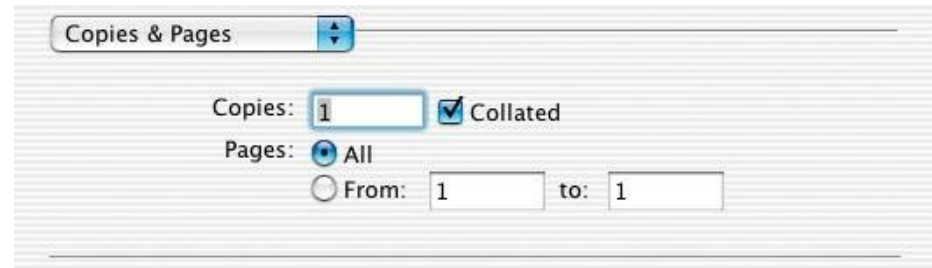 Copies & Pages
Copies: 1 Collated
Pages: All
From: 1 to: 1